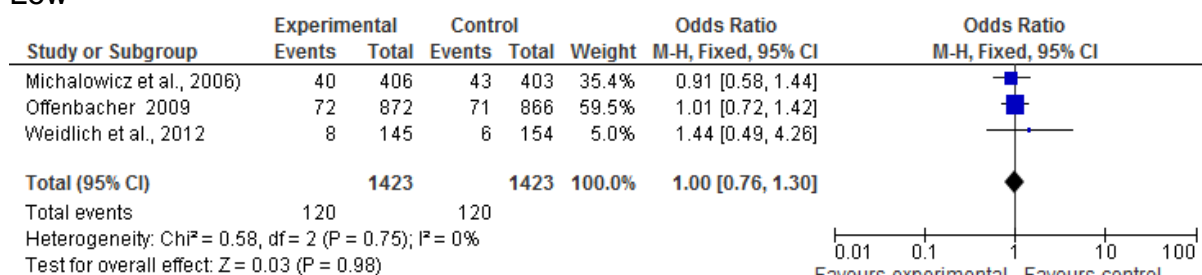 Low
Experimental Control Odds Ratio Odds Ratio
Study or Subgroup Events Total Events Total Weight M-H, Fixed, 95% CI M-H, Fixed, 95% CI
Michalowicz et al., 2006) 40 406 43 403 35.4% 0.91 [0.58, 1.44]
Offenbacher 2009 72 872 71 866 59.5% 1.01 [0.72, 1.42]
Weidlich et al., 2012 8 145 6 154 5.0% 1.44 [0.49, 4.26]
Total (95% CI) 1423 1423 100.0% 1.00 [0.76, 1.30]
Total events 120 120
Heterogeneity: Chi² = 0.58, df = 2 (P = 0.75); I² = 0%
Test for overall effect: Z = 0.03 (P = 0.98)
0.01 0.1 1 10 100
Favours experimental Favours control